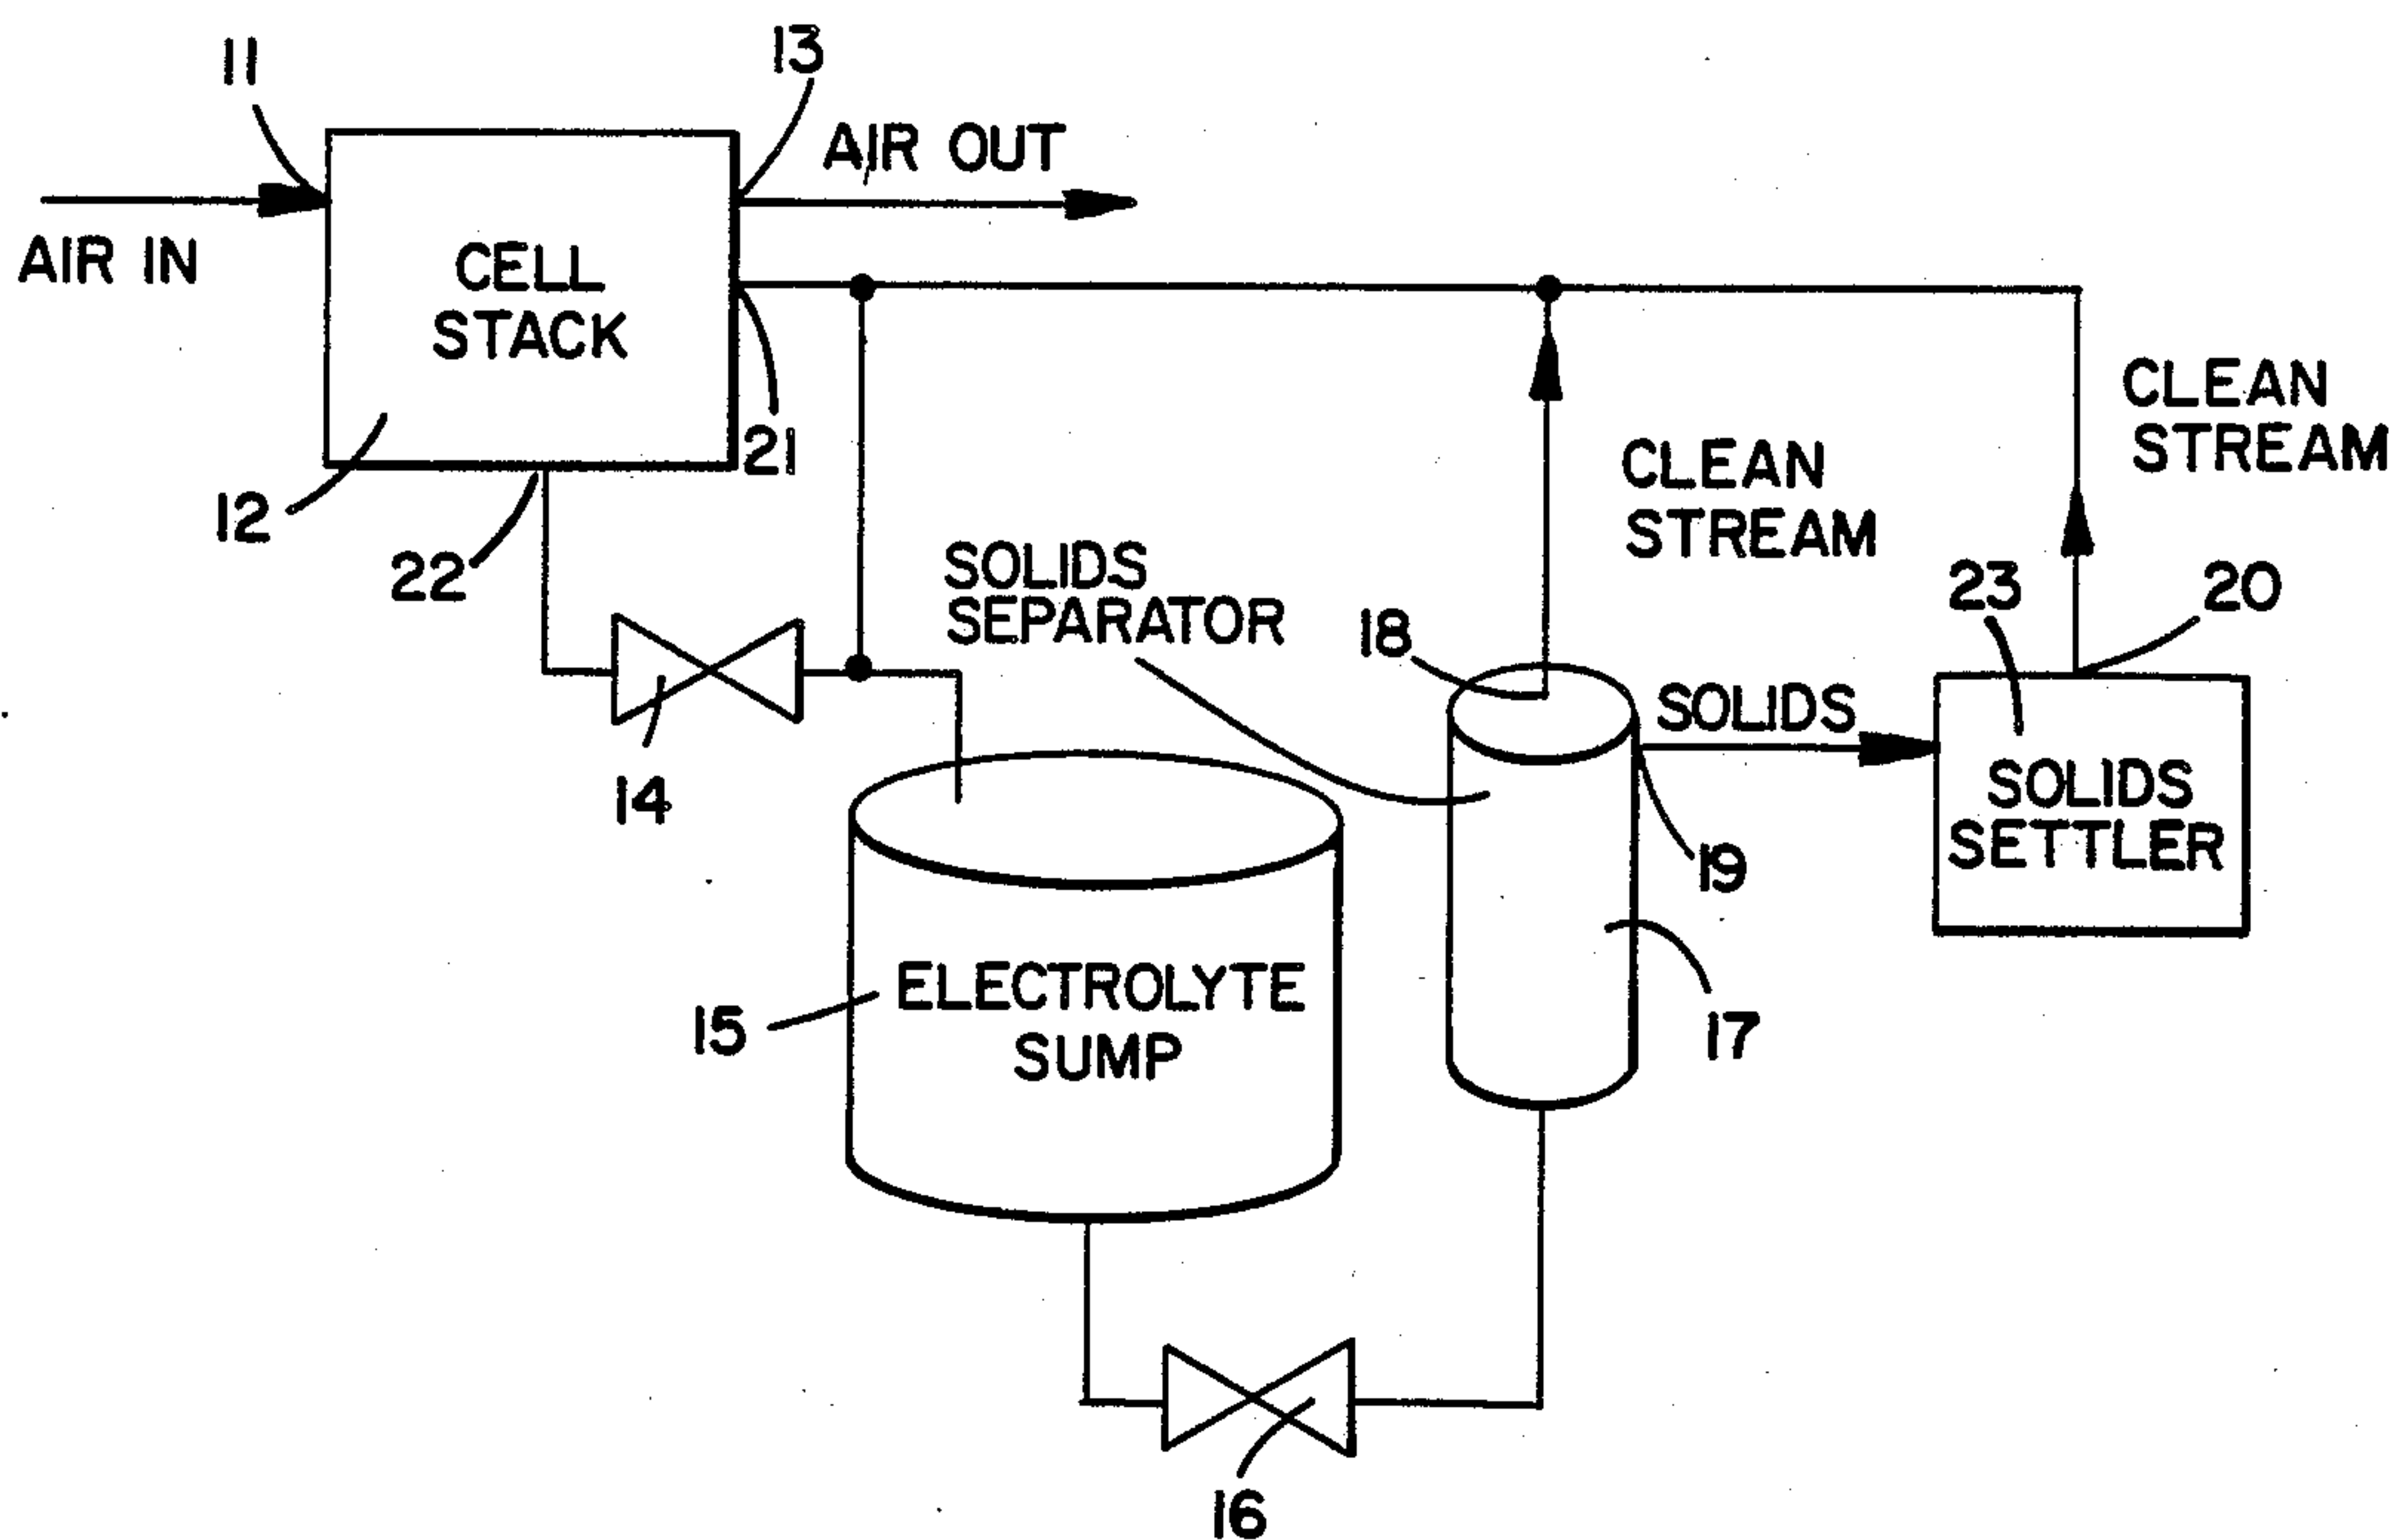 11
13
AIR OUT
AIR IN
CELL
STACK
21
12
22
CLEAN
STREAM
CLEAN
STREAM
SOLIDS
SEPARATOR
18
23
20
SOLIDS
14
SOLIDS
SETTLER
19
15
ELECTROLYTE
SUMP
17
16